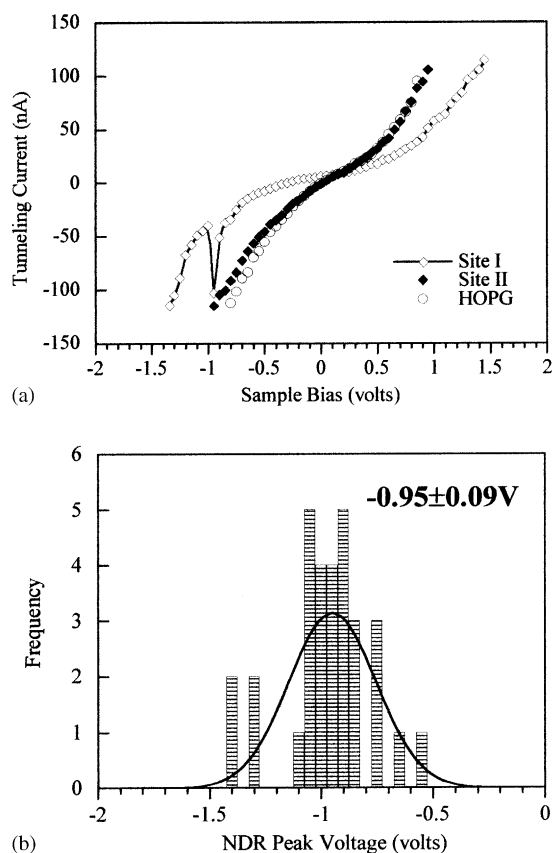 150
100
50
0
-50
-100
-150
Tunneling Current (nA)
Site I
Site II
HOPG
-2 -1.5 -1 -0.5 0 0.5 1 1.5 2
(a)
Sample Bias (volts)
6
5
4
3
2
1
0
Frequency
-0.95±0.09V
-2 -1.5 -1 -0.5 0
(b)
NDR Peak Voltage (volts)